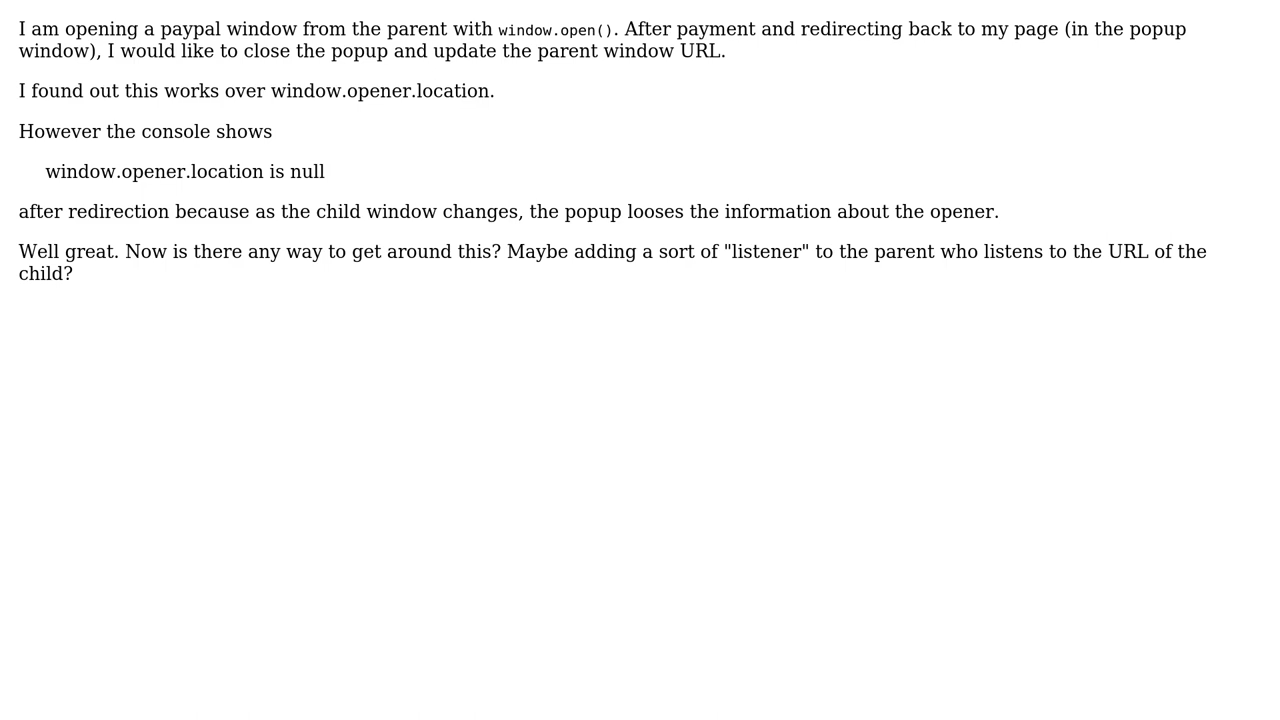 I am opening a paypal window from the parent with window.open(). After payment and redirecting back to my page (in the popup
window), I would like to close the popup and update the parent window URL.
I found out this works over window.opener.location.
However the console shows
window.opener.location is null
after redirection because as the child window changes, the popup looses the information about the opener.
Well great. Now is there any way to get around this? Maybe adding a sort of "listener" to the parent who listens to the URL of the
child?